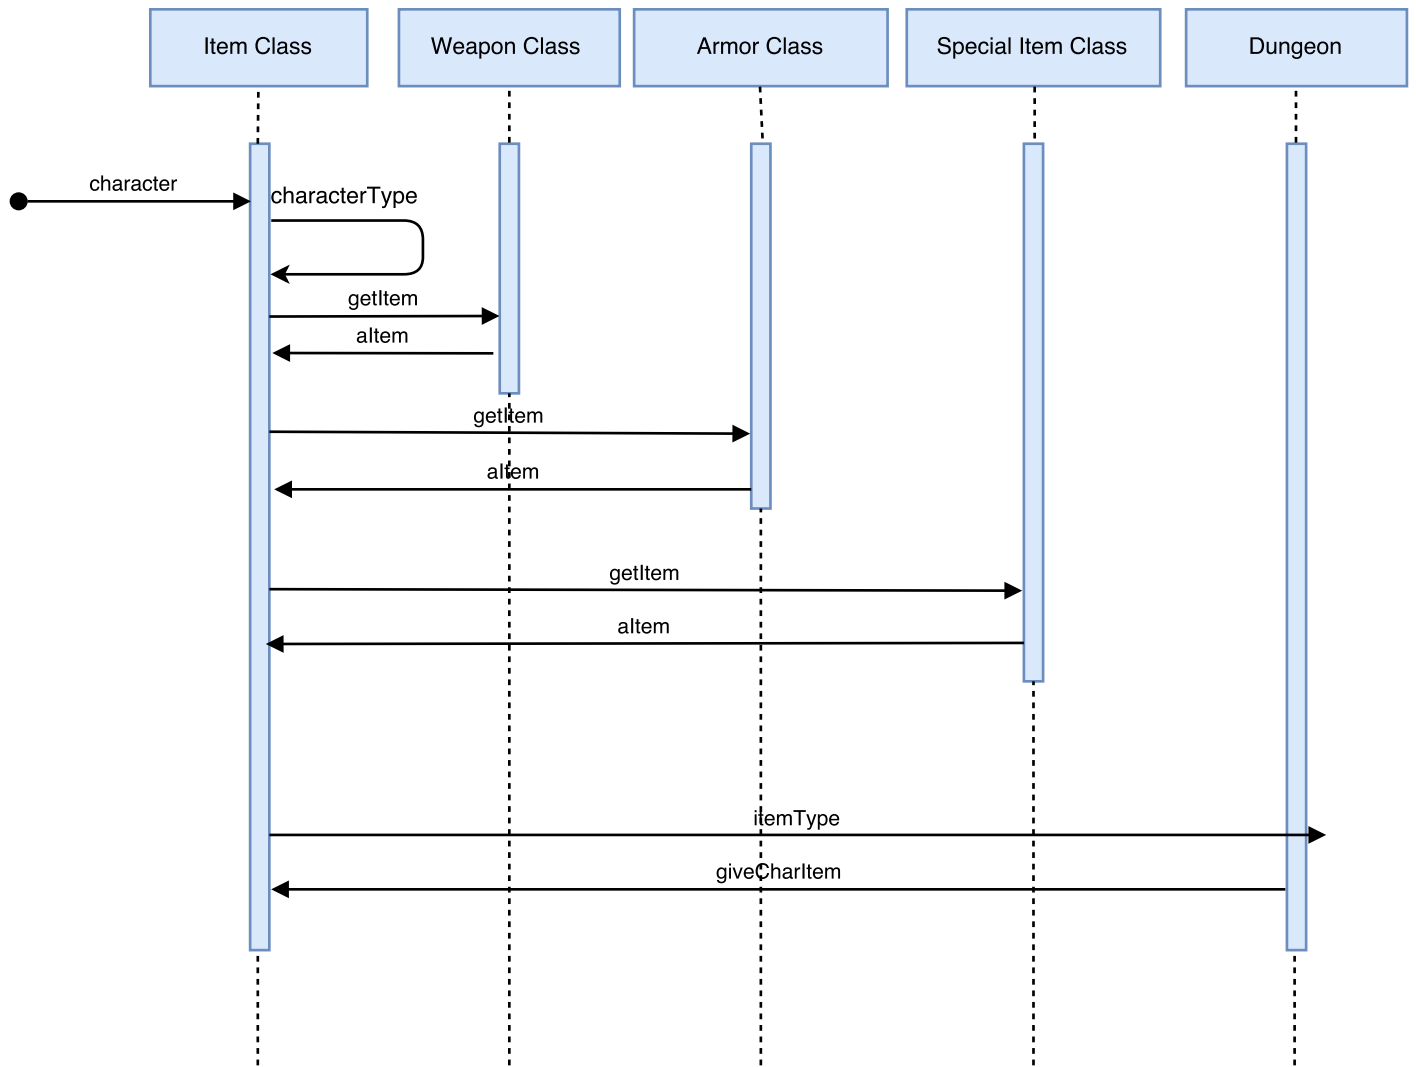 Item Class
Weapon Class
Armor Class
Special Item Class
Dungeon
character
characterType
getItem
aItem
getItem
aItem
getItem
aItem
itemType
giveCharItem